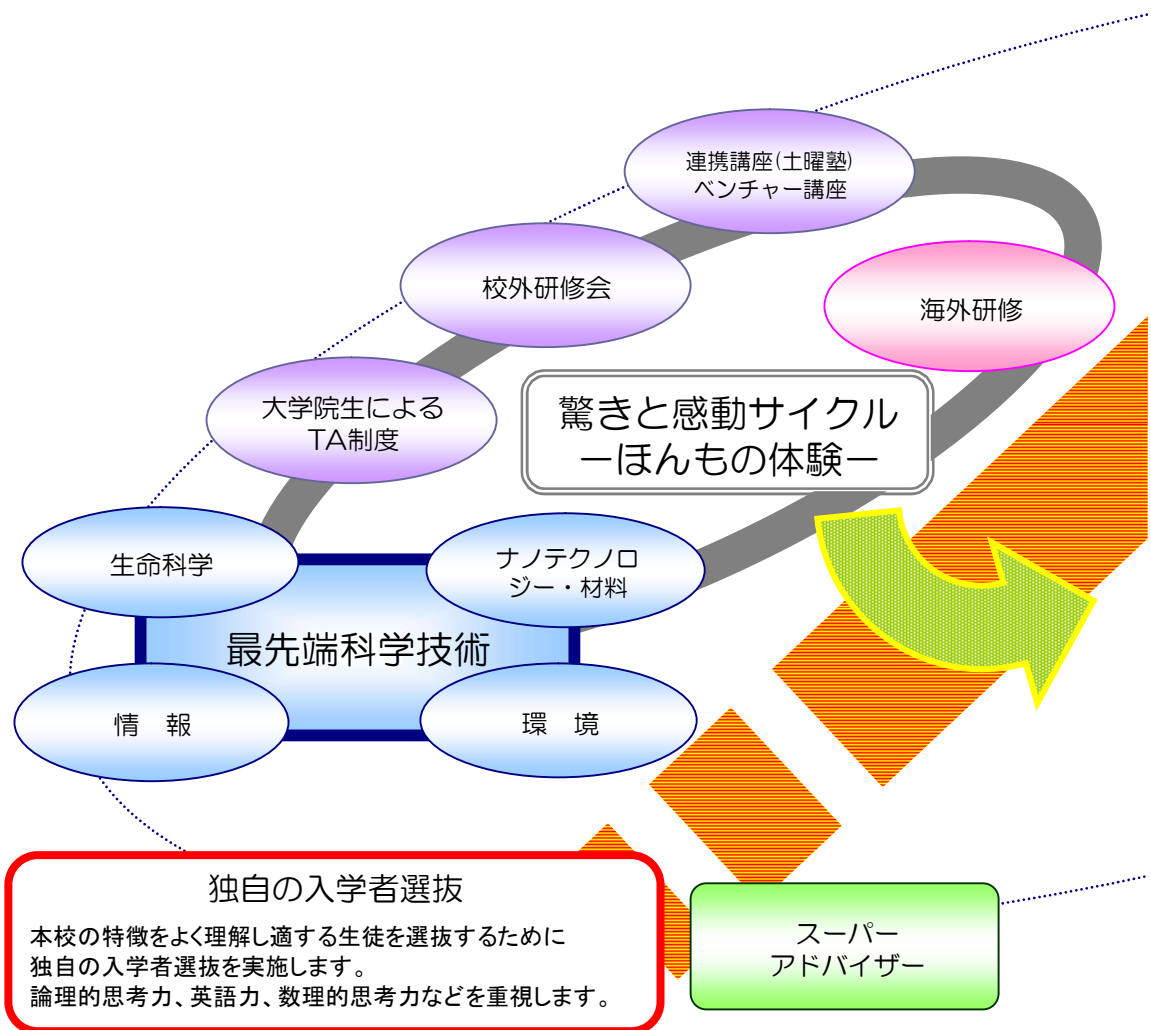 連携講座(土曜塾)
ベンチャー講座
校外研修会
海外研修
大学院生による
TA制度
驚きと感動サイクル
ーほんもの体験ー
生命科学
ナノテクノロ
ジー・材料
最先端科学技術
情　報
環　境
独自の入学者選抜
本校の特徴をよく理解し適する生徒を選抜するために
独自の入学者選抜を実施します。
論理的思考力、英語力、数理的思考力などを重視します。
スーパー
アドバイザー